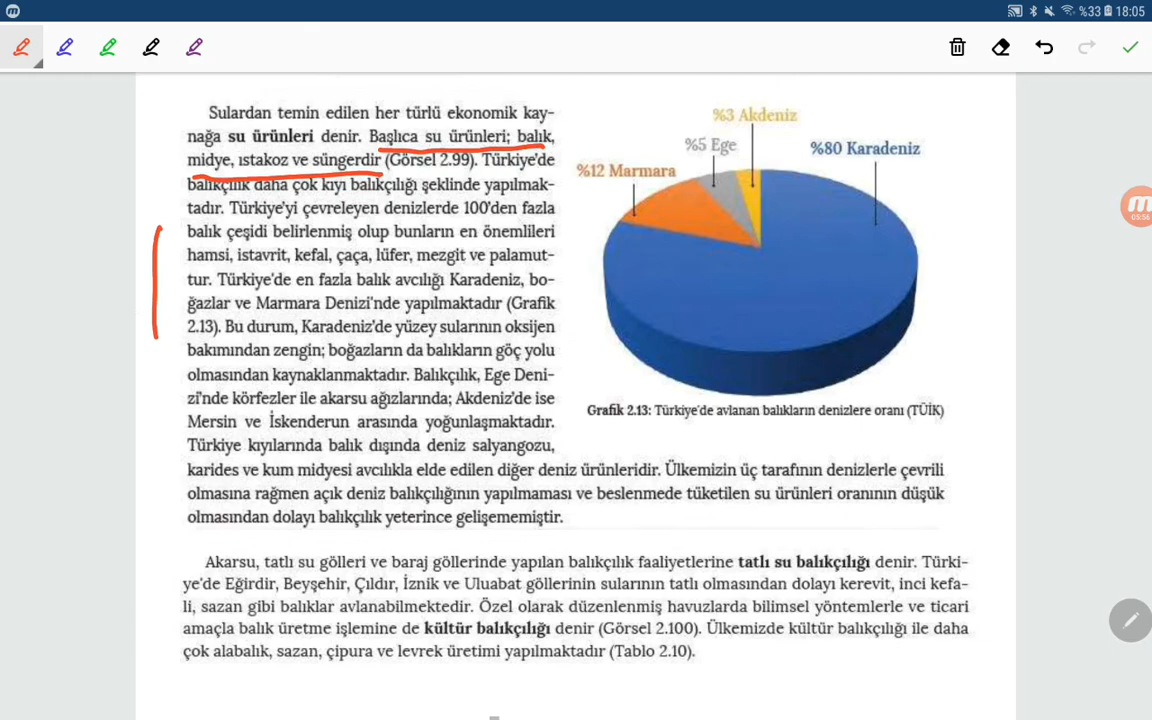 %33 18:05
Sulardan temin edilen her türlü ekonomik kay-
nağa su ürünleri denir. Başlıca su ürünleri; balık,
midye, ıstakoz ve süngerdir (Görsel 2.99). Türkiye'de
balıkçılık daha çok kıyı balıkçılığı şeklinde yapılmak-
tadır. Türkiye'yi çevreleyen denizlerde 100'den fazla
balık çeşidi belirlenmiş olup bunların en önemlileri
hamsi, istavrit, kefal, çaça, lüfer, mezgit ve palamut-
tur. Türkiye'de en fazla balık avcılığı Karadeniz, bo-
ğazlar ve Marmara Denizi'nde yapılmaktadır (Grafik
2.13). Bu durum, Karadeniz'de yüzey sularının oksijen
bakımından zengin; boğazların da balıkların göç yolu
olmasından kaynaklanmaktadır. Balıkçılık, Ege Deni-
zi'nde körfezler ile akarsu ağızlarında; Akdeniz'de ise
Mersin ve İskenderun arasında yoğunlaşmaktadır.
Türkiye kıyılarında balık dışında deniz salyangozu,
karides ve kum midyesi avcılıkla elde edilen diğer deniz ürünleridir. Ülkemizin üç tarafının denizlerle çevrili
olmasına rağmen açık deniz balıkçılığının yapılmaması ve beslenmede tüketilen su ürünleri oranının düşük
olmasından dolayı balıkçılık yeterince gelişememiştir.
%3 Akdeniz
%5 Ege
%80 Karadeniz
%12 Marmara
Grafik 2.13: Türkiye'de avlanan balıkların denizlere oranı (TÜİK)
Akarsu, tatlı su gölleri ve baraj göllerinde yapılan balıkçılık faaliyetlerine tatlı su balıkçılığı denir. Türki-
ye'de Eğirdir, Beyşehir, Çıldır, İznik ve Uluabat göllerinin sularının tatlı olmasından dolayı kerevit, inci kefa-
li, sazan gibi balıklar avlanabilmektedir. Özel olarak düzenlenmiş havuzlarda bilimsel yöntemlerle ve ticari
amaçla balık üretme işlemine de kültür balıkçılığı denir (Görsel 2.100). Ülkemizde kültür balıkçılığı ile daha
çok alabalık, sazan, çipura ve levrek üretimi yapılmaktadır (Tablo 2.10).
05:56